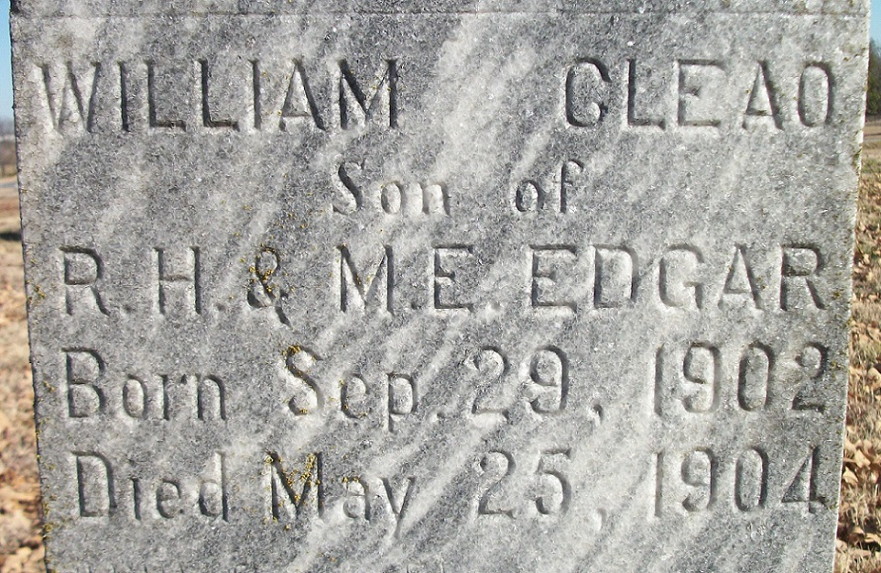 WILLIAM CLEAO
Son of
R.H. & M.E. EDGAR
Born Sep. 29, 1902
Died May 25, 1904